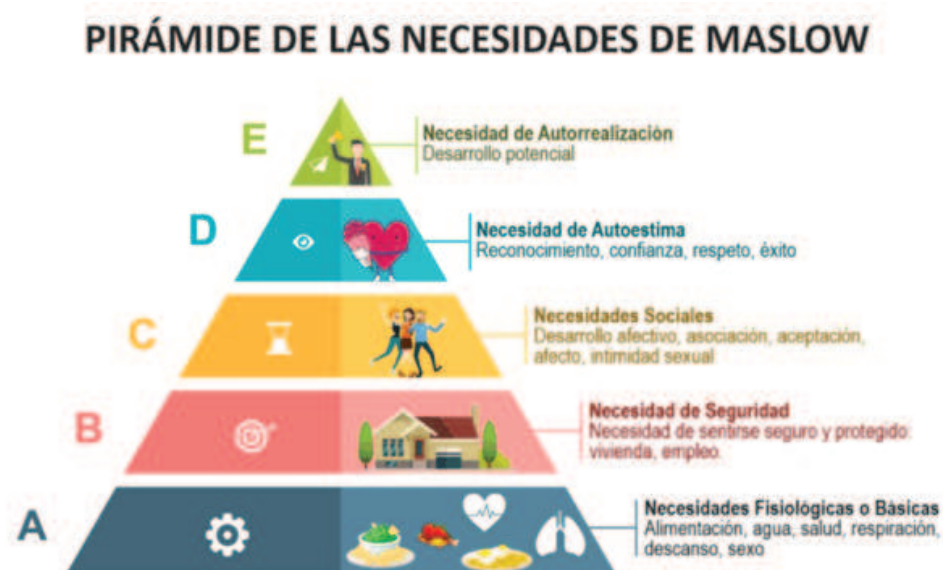 PIRÁMIDE DE LAS NECESIDADES DE MASLOW
E
Necesidad de Autorrealización
Desarrollo potencial
D
Necesidad de Autoestima
Reconocimiento, confianza, respeto, éxito
C
Necesidades Sociales
Desarrollo afectivo, asociación, aceptación,
afecto, intimidad sexual
B
Necesidad de Seguridad
Necesidad de sentirse seguro y protegido:
vivienda, empleo.
A
Necesidades Fisiológicas o Básicas
Alimentación, agua, salud, respiración,
descanso, sexo